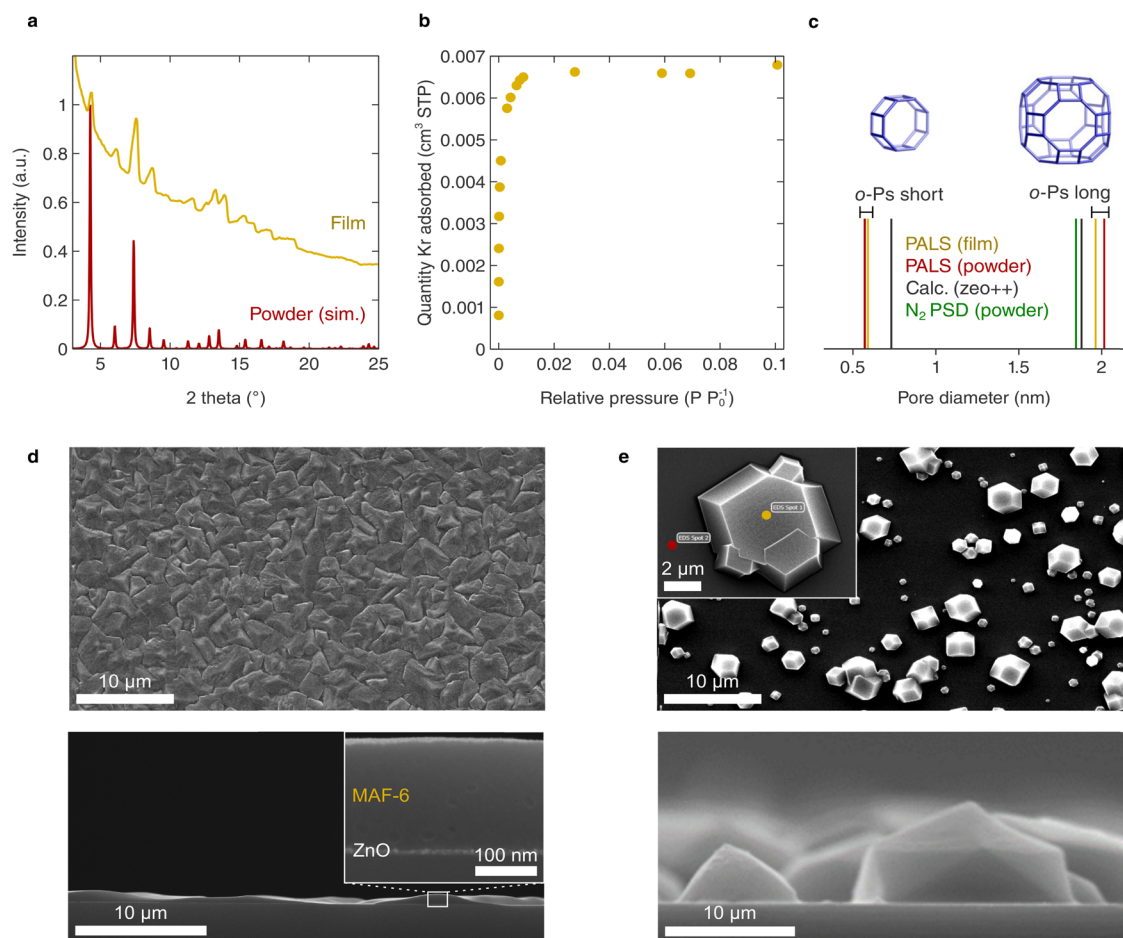 a
Intensity (a.u.)
1
0.8
0.6
0.4
0.2
0
Film
Powder (sim.)
5
10
15
20
25
2 theta (°)
b
Quantity Kr adsorbed (cm³ STP)
0.007
0.006
0.005
0.004
0.003
0.002
0.001
0
0.02
0.04
0.06
0.08
0.1
Relative pressure (P P₀⁻¹)
c
o-Ps short
o-Ps long
PALS (film)
PALS (powder)
Calc. (zeo++)
N₂ PSD (powder)
0.5
1
1.5
2
Pore diameter (nm)
d
10 µm
MAF-6
ZnO
100 nm
10 µm
e
EDS Spot 1
EDS Spot 2
2 µm
10 µm
10 µm